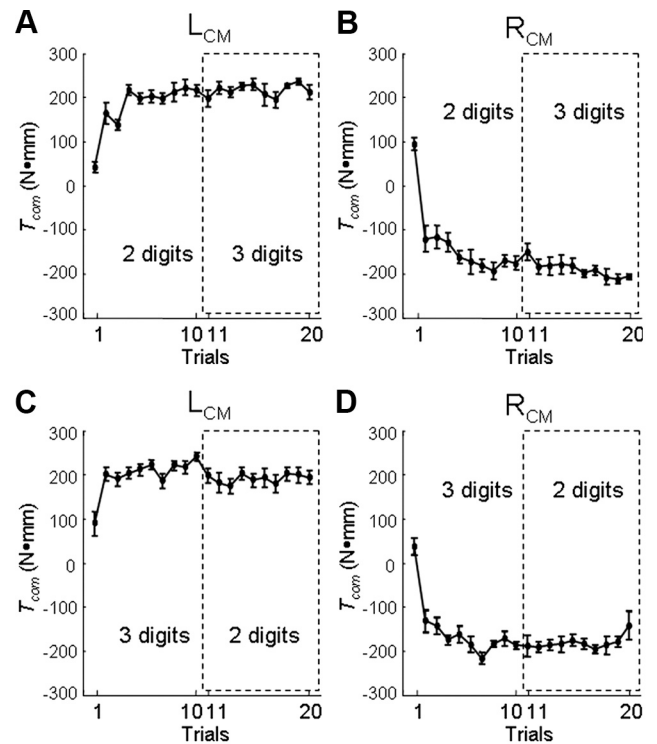 A
L_CM
300
200
100
0
-100
-200
-300
T_com (N•mm)
2 digits
3 digits
1
10 11
20
Trials
B
R_CM
300
200
100
0
-100
-200
-300
T_com (N•mm)
2 digits
3 digits
1
10 11
20
Trials
C
L_CM
300
200
100
0
-100
-200
-300
T_com (N•mm)
3 digits
2 digits
1
10 11
20
Trials
D
R_CM
300
200
100
0
-100
-200
-300
T_com (N•mm)
3 digits
2 digits
1
10 11
20
Trials